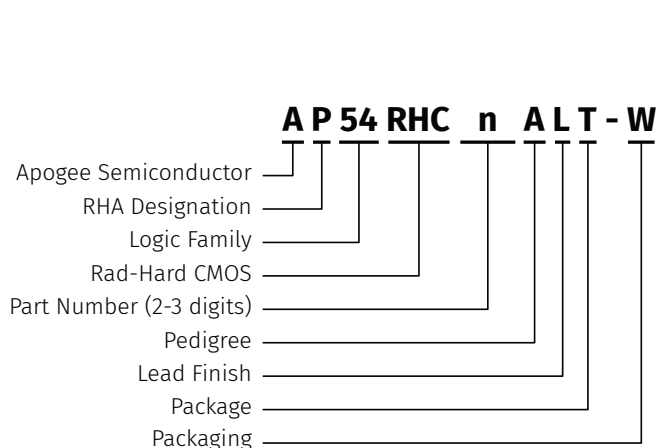 A P 54 RHC n A L T - W
Apogee Semiconductor
RHA Designation
Logic Family
Rad-Hard CMOS
Part Number (2-3 digits)
Pedigree
Lead Finish
Package
Packaging